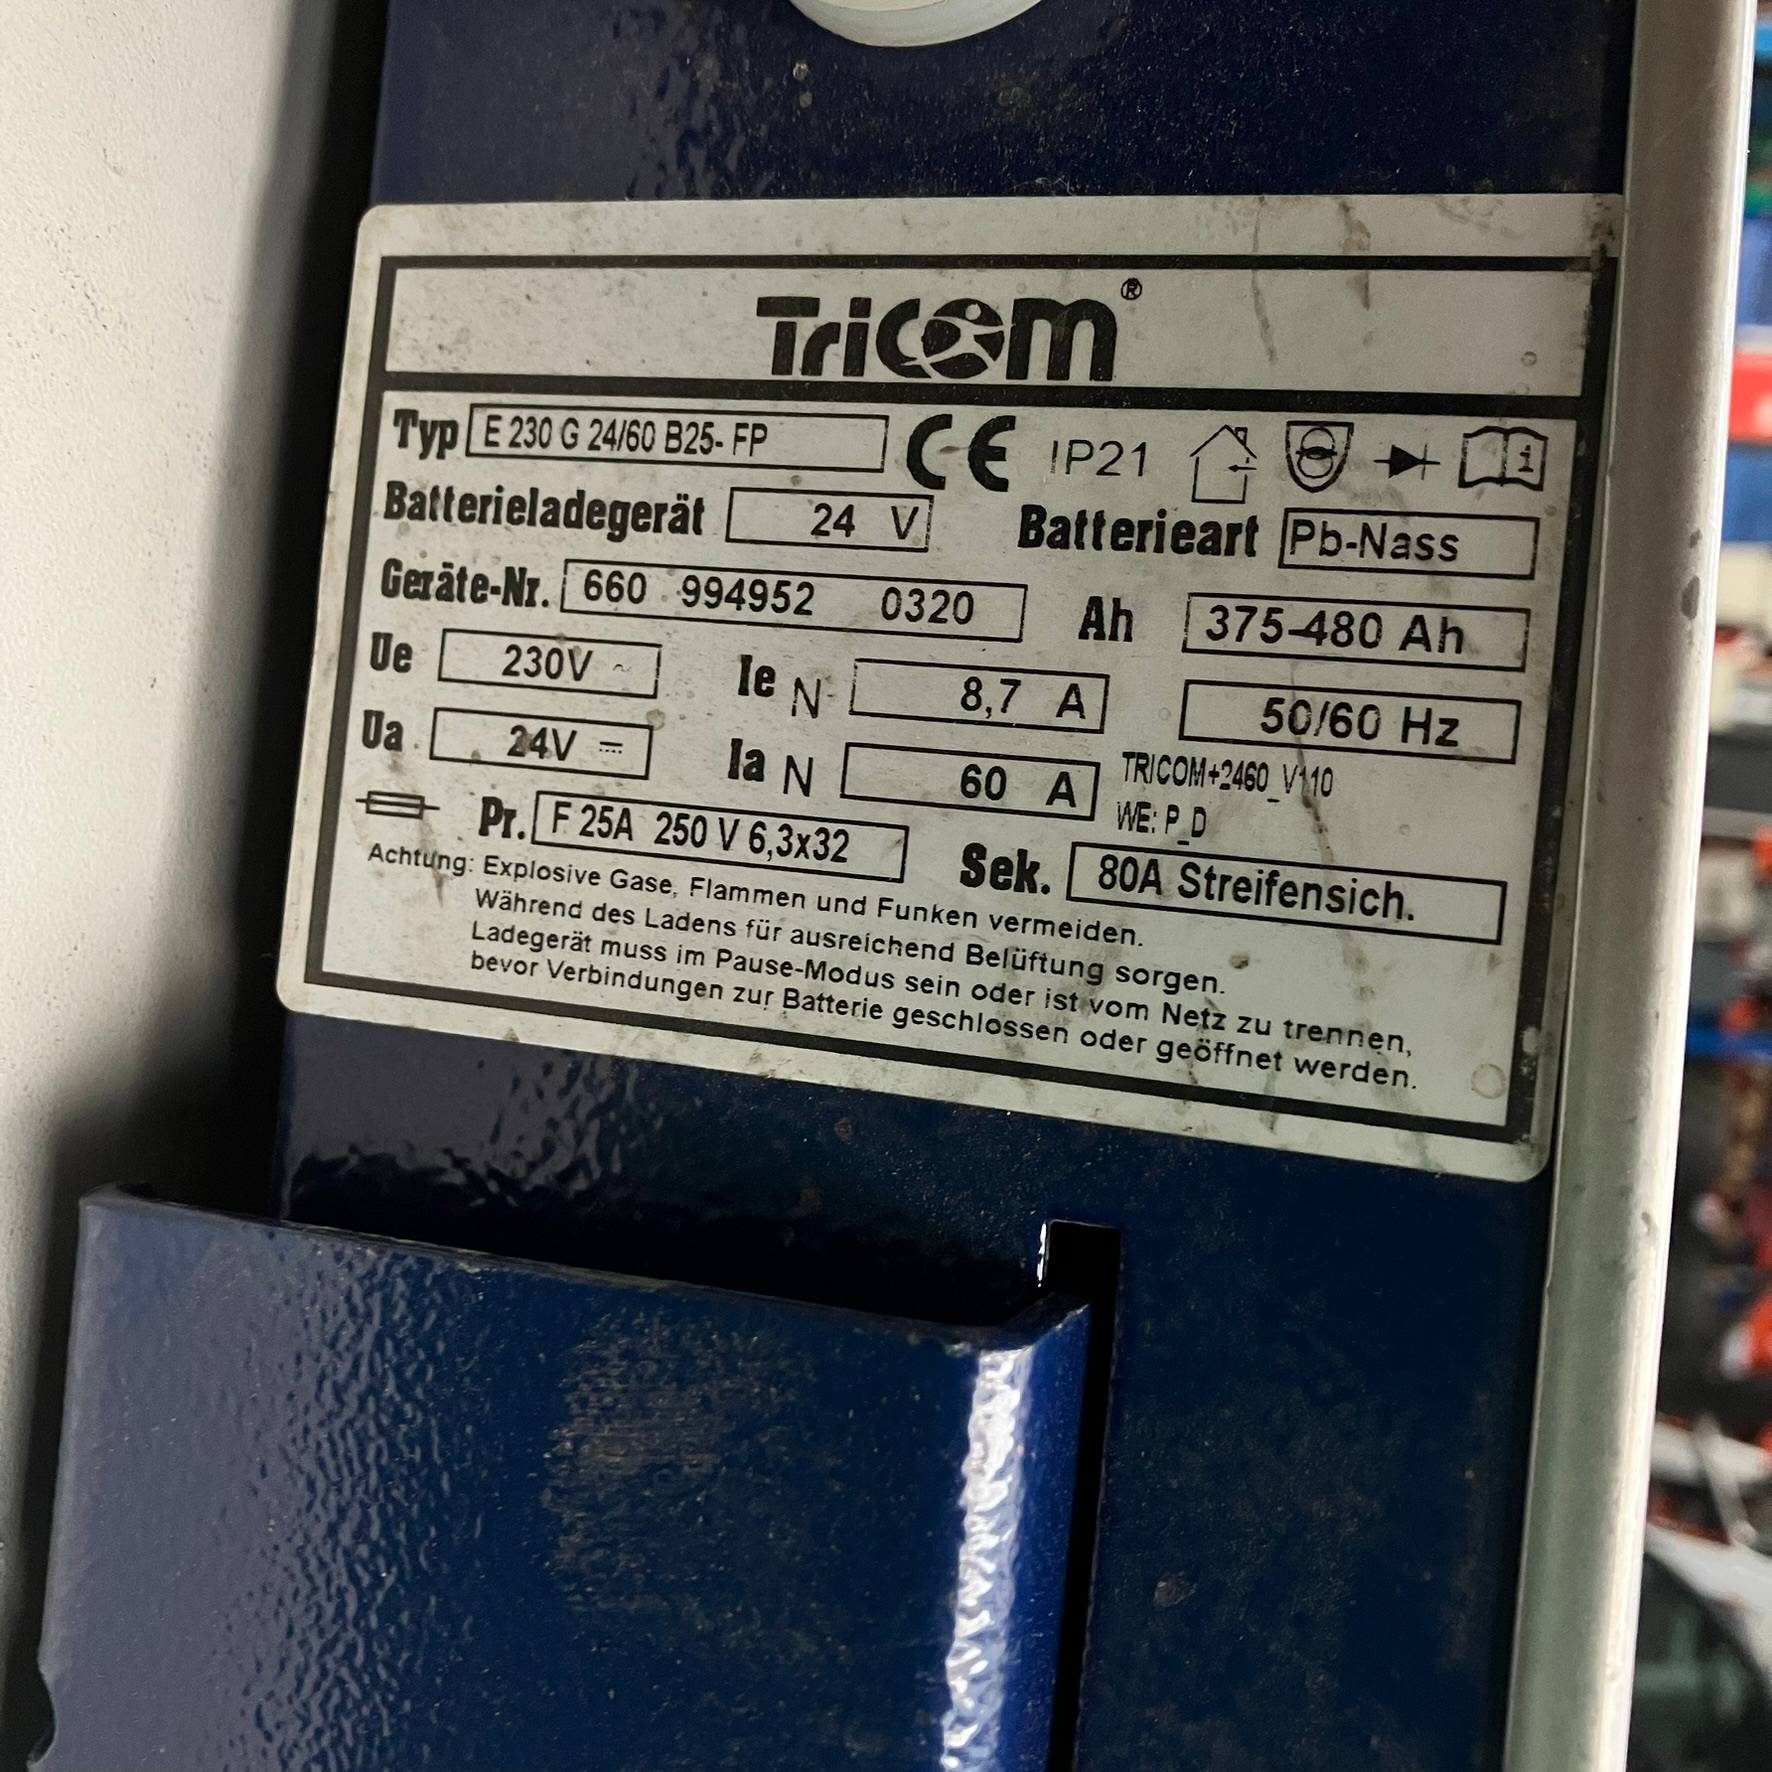 TriCOM®
Typ E 230 G 24/60 B25- FP CE IP21 i
Batterieladegerät 24 V Batterieart Pb-Nass
Geräte-Nr. 660 994952 0320 Ah 375-480 Ah
Ue 230V ~ Ie N 8,7 A 50/60 Hz
Ua 24V ⎓ Ia N 60 A TRICOM+2460_V110
WE: P_D
Pr. F 25A 250 V 6,3x32 Sek. 80A Streifensich.
Achtung: Explosive Gase, Flammen und Funken vermeiden.
Während des Ladens für ausreichend Belüftung sorgen.
Ladegerät muss im Pause-Modus sein oder ist vom Netz zu trennen,
bevor Verbindungen zur Batterie geschlossen oder geöffnet werden.